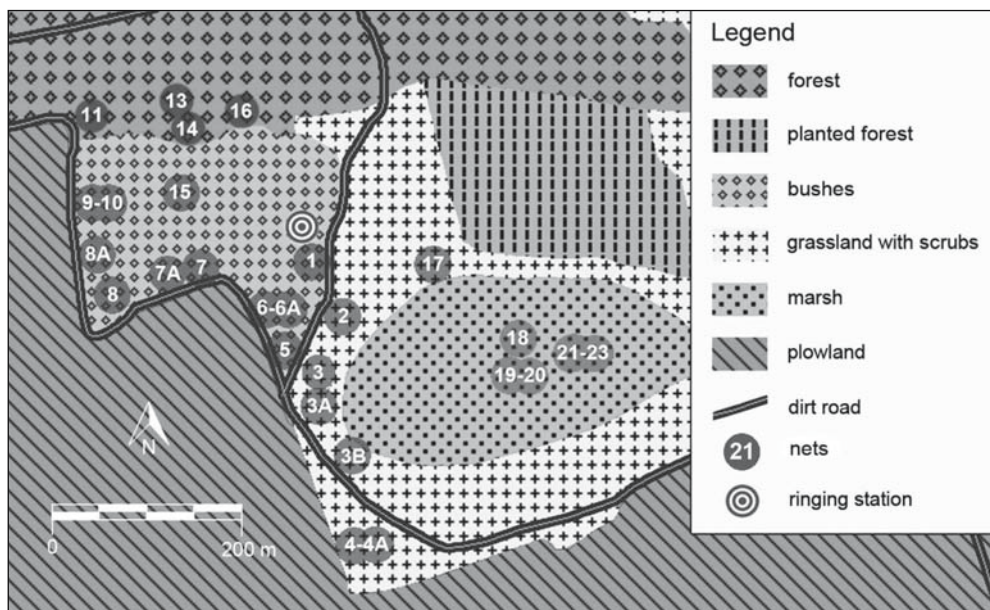 Legend
forest
planted forest
bushes
grassland with scrubs
marsh
plowland
dirt road
21 nets
ringing station
11
13
14
16
9-10
15
8A
7A
7
8
1
17
6-6A
2
5
3
3A
3B
18
21-23
19-20
4-4A
N
0 200 m